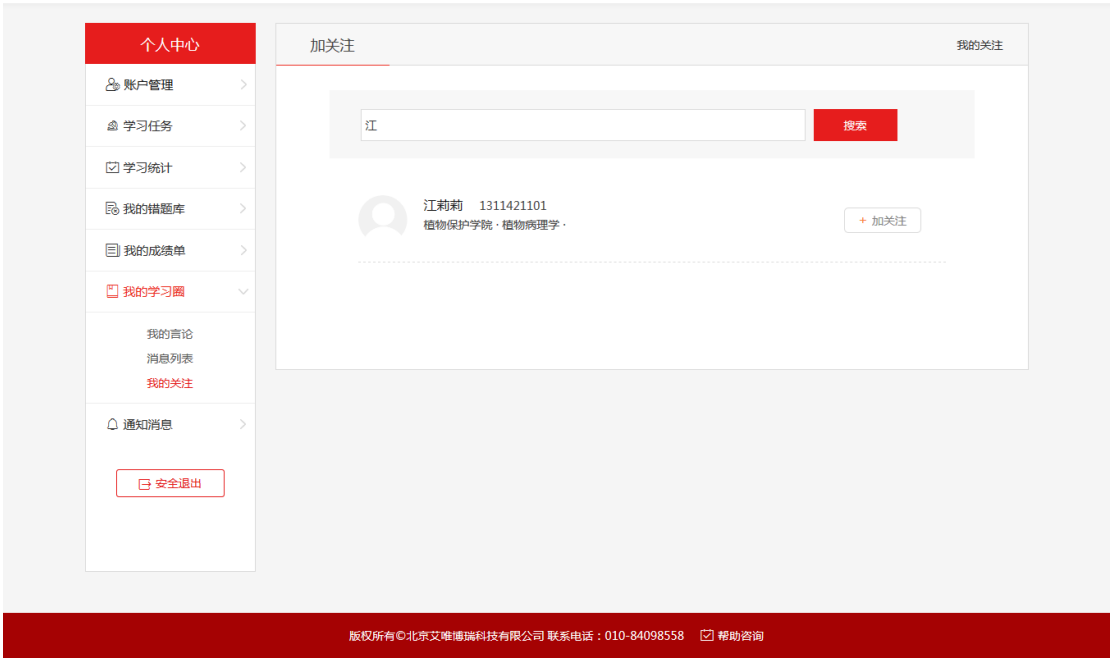 个人中心
账户管理
学习任务
学习统计
我的错题库
我的成绩单
我的学习圈
我的言论
消息列表
我的关注
通知消息
安全退出
加关注
我的关注
江
搜索
江莉莉 1311421101
植物保护学院 · 植物病理学 ·
+ 加关注
版权所有©北京艾唯博瑞科技有限公司 联系电话：010-84098558 帮助咨询